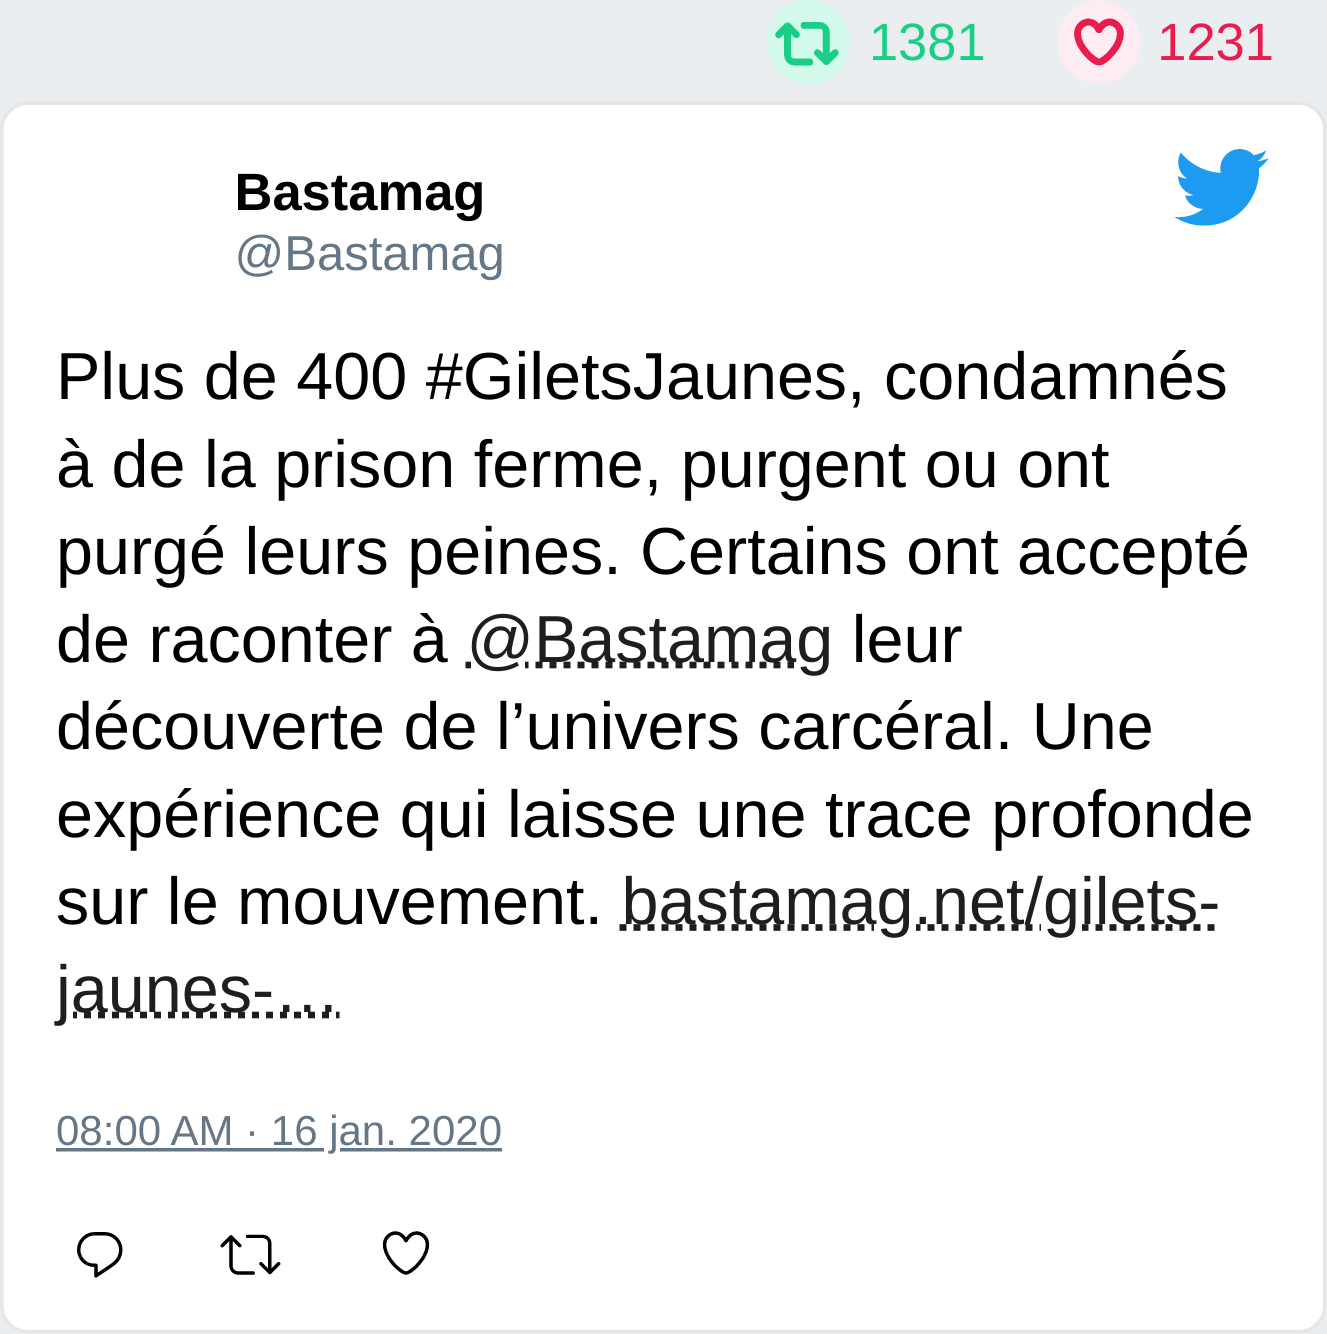 1381 1231
Bastamag
@Bastamag
Plus de 400 #GiletsJaunes, condamnés
à de la prison ferme, purgent ou ont
purgé leurs peines. Certains ont accepté
de raconter à @Bastamag leur
découverte de l’univers carcéral. Une
expérience qui laisse une trace profonde
sur le mouvement. bastamag.net/gilets-
jaunes-…
08:00 AM · 16 jan. 2020